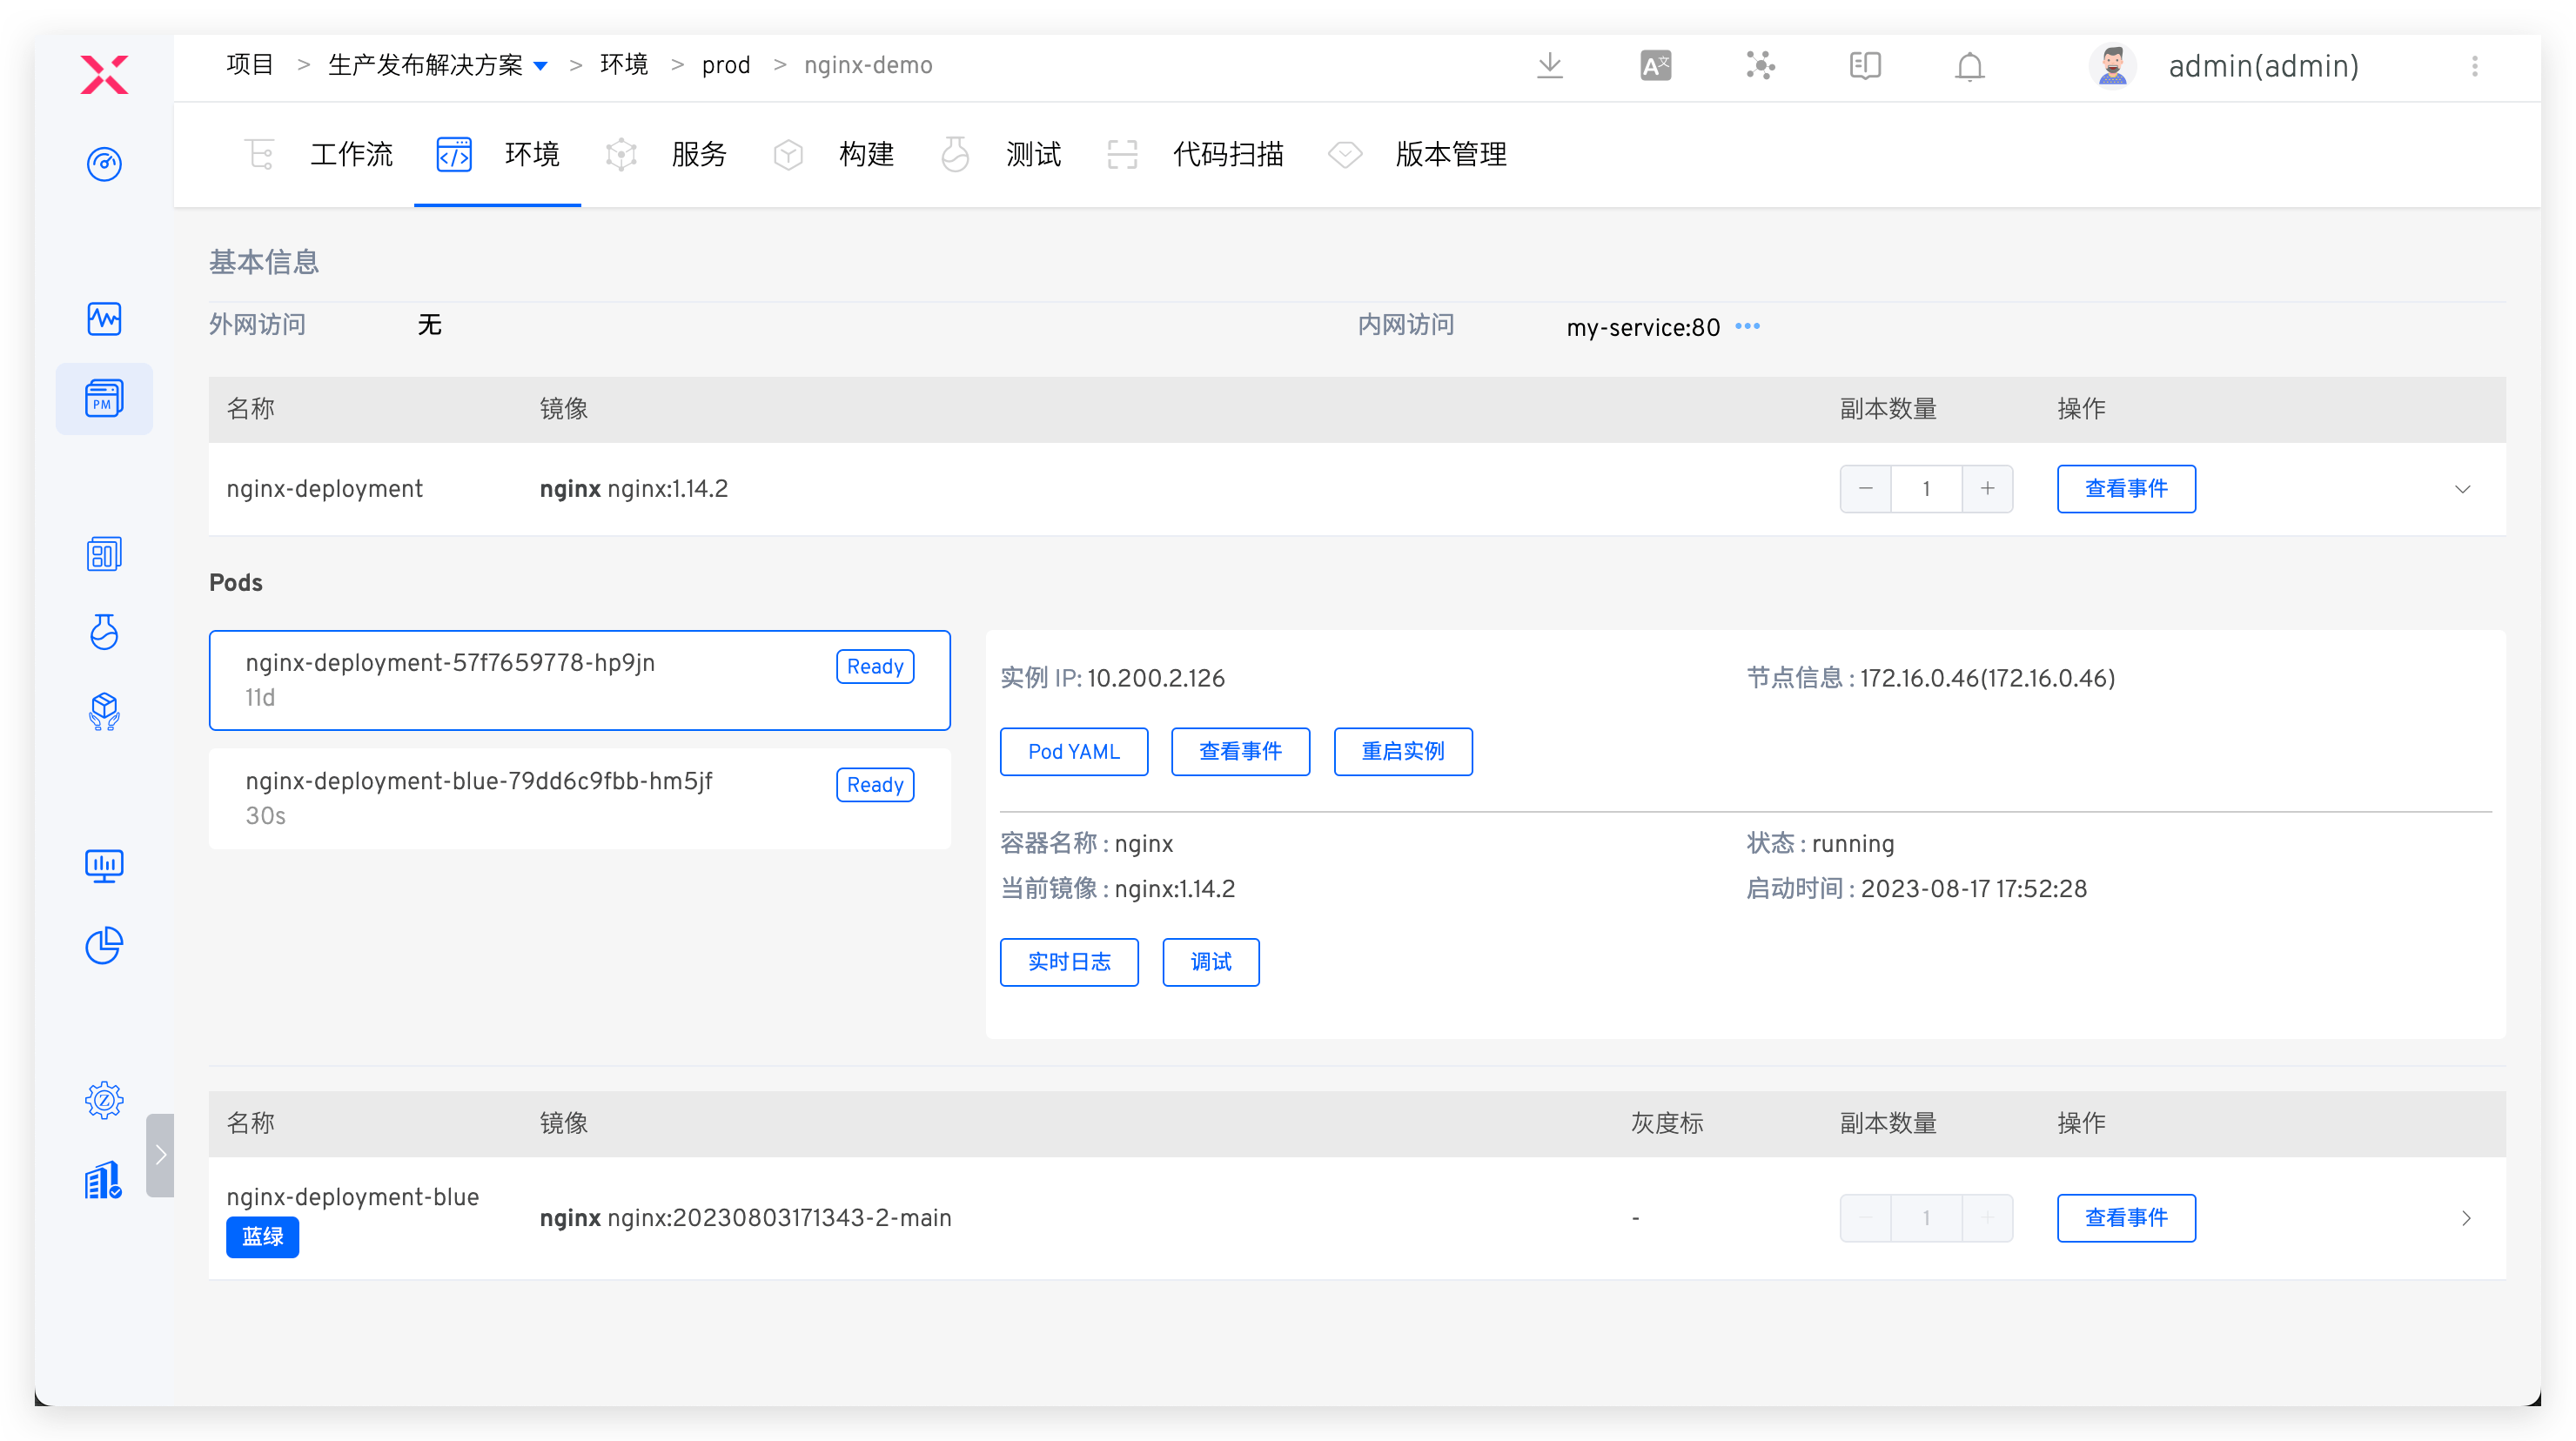 项目 > 生产发布解决方案 > 环境 > prod > nginx-demo
A文
admin(admin)
工作流 环境 服务 构建 测试 代码扫描 版本管理
PM
基本信息
外网访问 无 内网访问 my-service:80
名称 镜像 副本数量 操作
nginx-deployment nginx nginx:1.14.2 1 查看事件
Pods
nginx-deployment-57f7659778-hp9jn Ready
11d
nginx-deployment-blue-79dd6c9fbb-hm5jf Ready
30s
实例 IP: 10.200.2.126 节点信息 : 172.16.0.46(172.16.0.46)
Pod YAML 查看事件 重启实例
容器名称 : nginx 状态 : running
当前镜像 : nginx:1.14.2 启动时间 : 2023-08-17 17:52:28
实时日志 调试
Z
名称 镜像 灰度标 副本数量 操作
nginx-deployment-blue nginx nginx:20230803171343-2-main - 1 查看事件
蓝绿